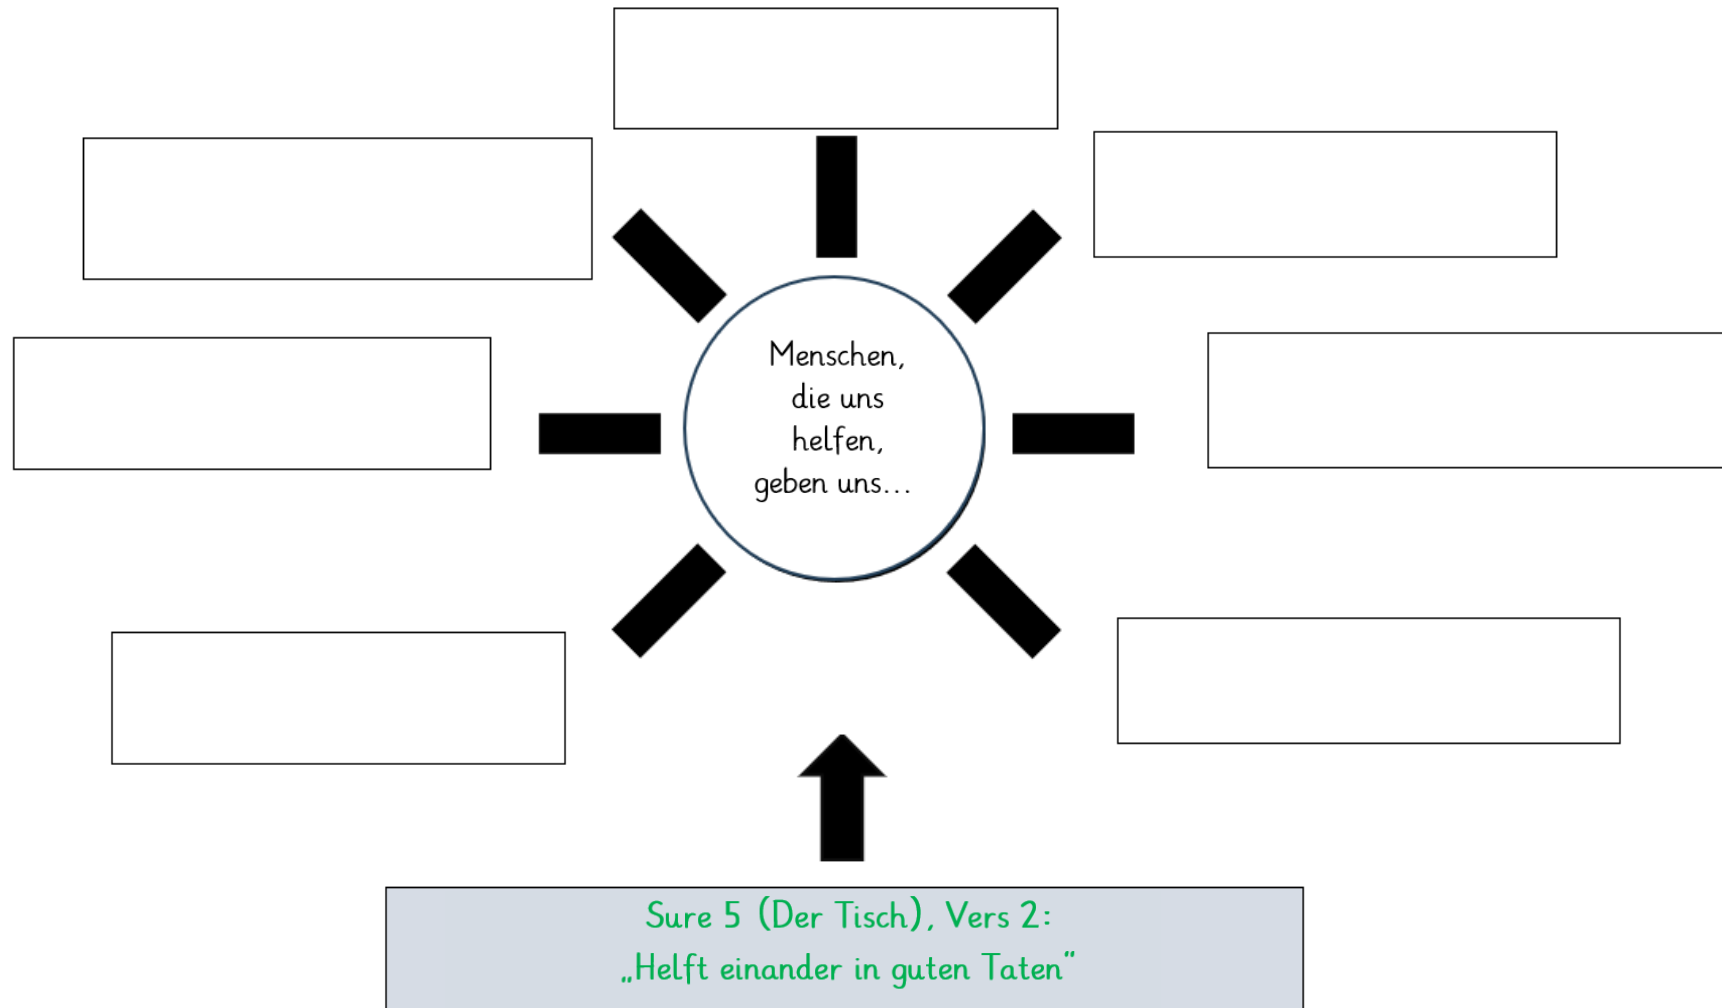 Menschen,
die uns
helfen,
geben uns...
Sure 5 (Der Tisch), Vers 2:
„Helft einander in guten Taten“